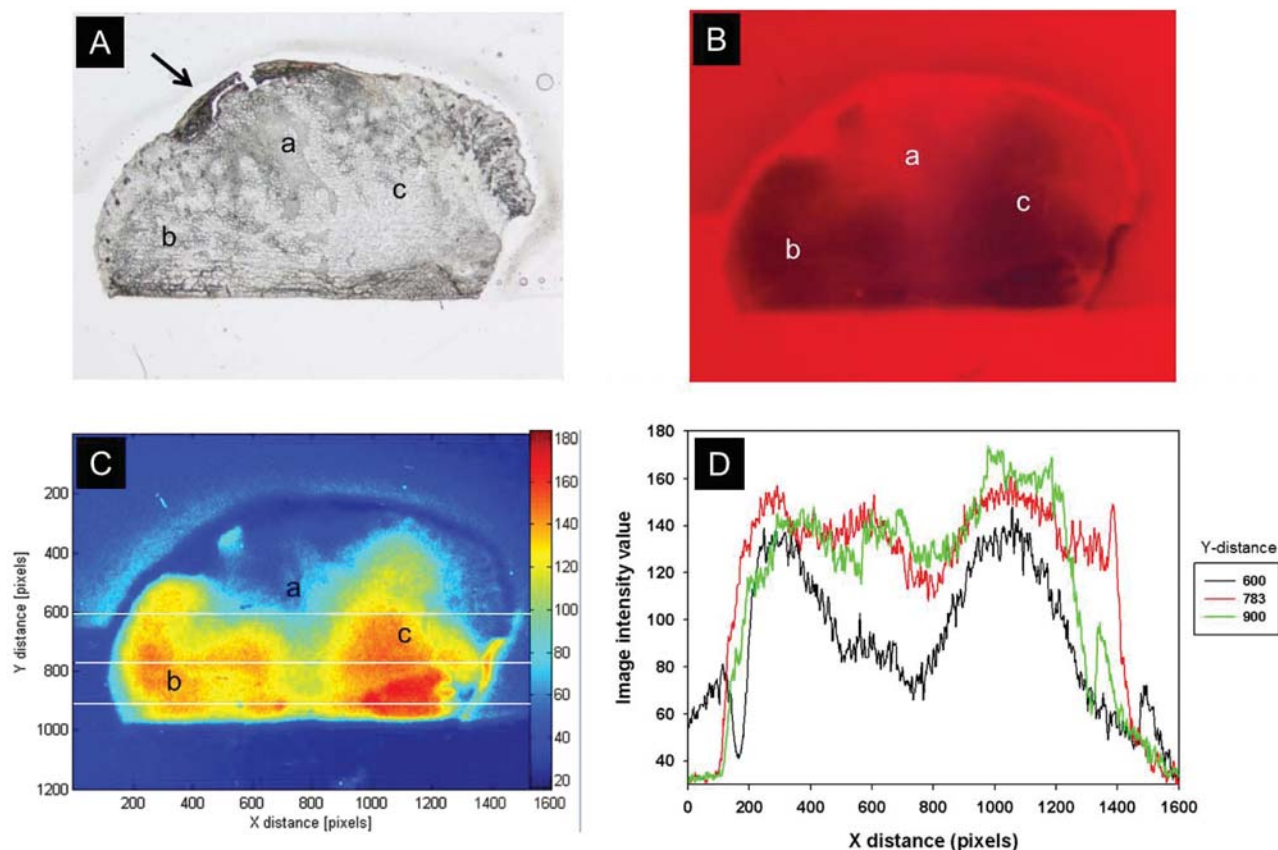 A
a
c
b
B
a
c
b
C
180
160
140
120
100
80
60
40
20
200
400
600
800
1000
1200
Y distance [pixels]
a
c
b
200 400 600 800 1000 1200 1400 1600
X distance [pixels]
D
180
160
140
120
100
80
60
40
Image intensity value
0 200 400 600 800 1000 1200 1400 1600
X distance (pixels)
Y-distance
600
783
900